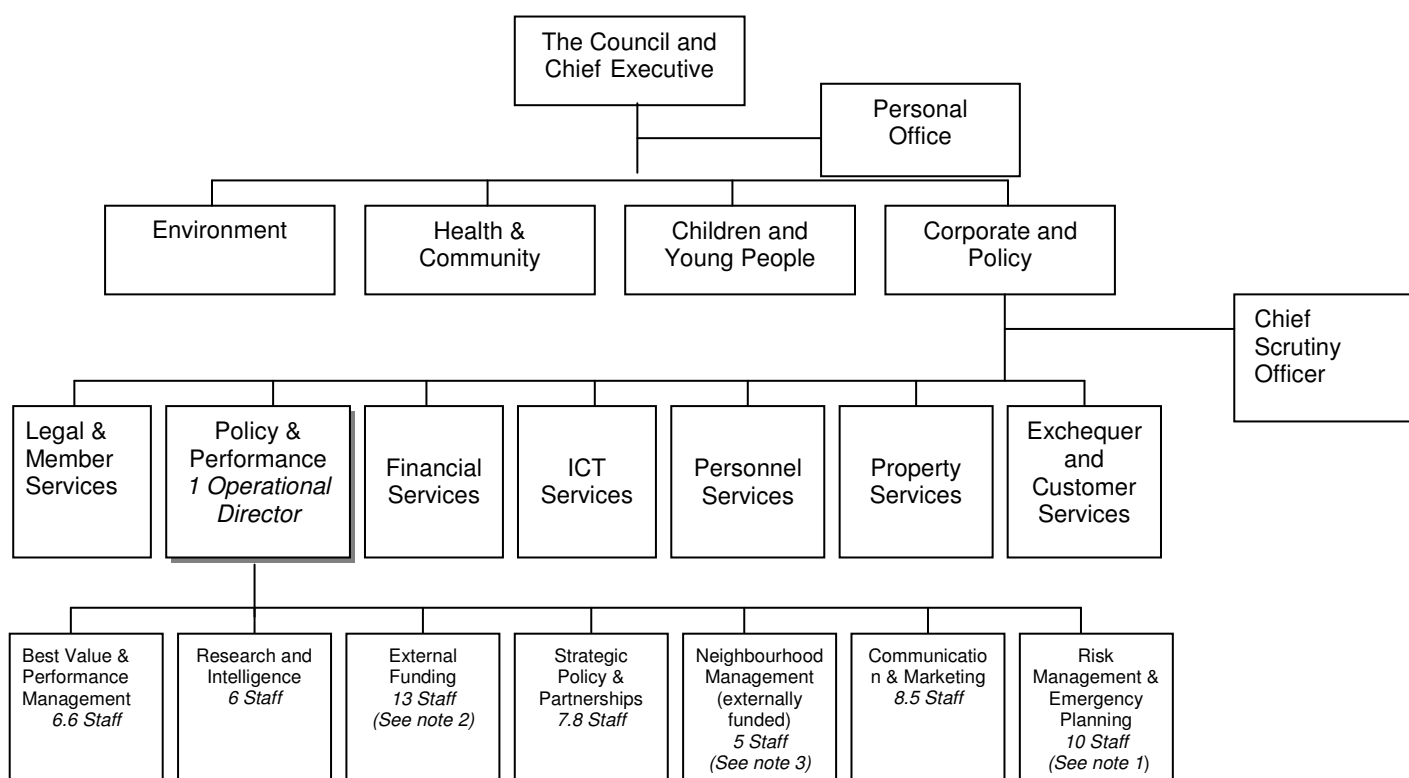 The Council and
Chief Executive
Personal
Office
Environment
Health &
Community
Children and
Young People
Corporate and
Policy
Chief
Scrutiny
Officer
Legal &
Member
Services
Policy &
Performance
1 Operational
Director
Financial
Services
ICT
Services
Personnel
Services
Property
Services
Exchequer
and
Customer
Services
Best Value &
Performance
Management
6.6 Staff
Research and
Intelligence
6 Staff
External
Funding
13 Staff
(See note 2)
Strategic
Policy &
Partnerships
7.8 Staff
Neighbourhood
Management
(externally
funded)
5 Staff
(See note 3)
Communicatio
n & Marketing
8.5 Staff
Risk
Management &
Emergency
Planning
10 Staff
(See note 1)